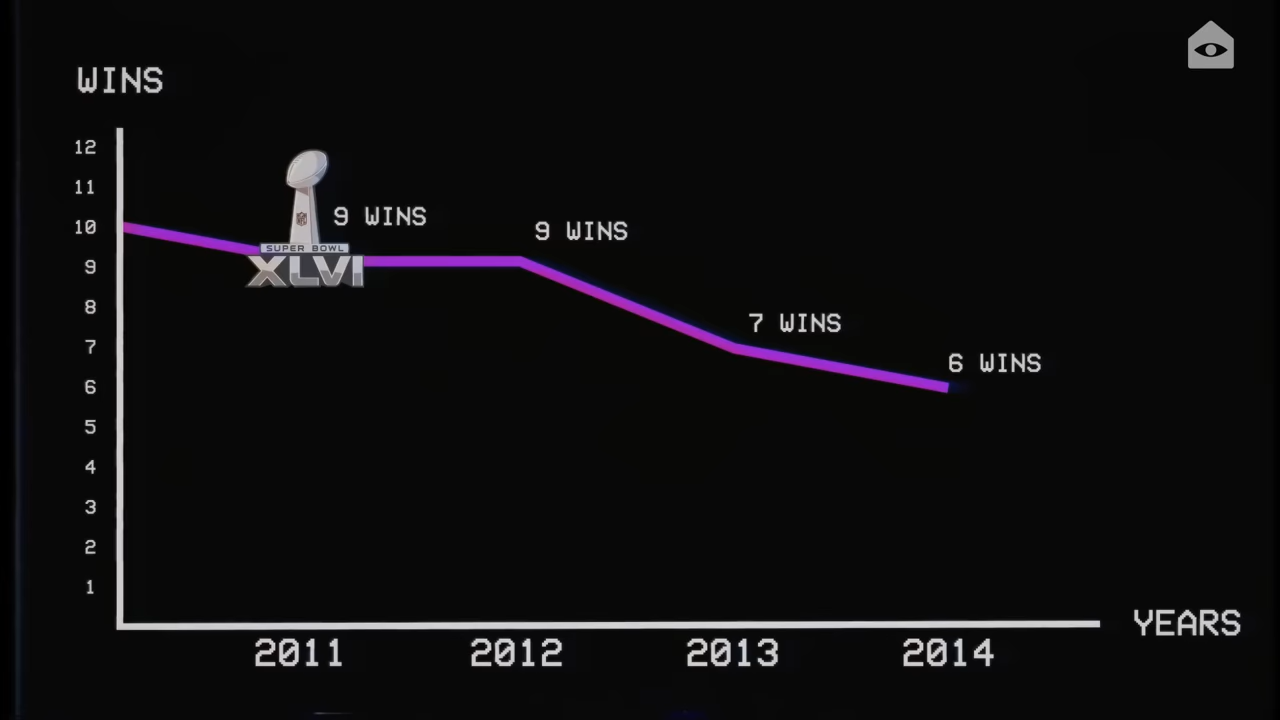 WINS
12
11
10
9
8
7
6
5
4
3
2
1
9 WINS
SUPER BOWL
XLVI
9 WINS
7 WINS
6 WINS
2011 2012 2013 2014
YEARS